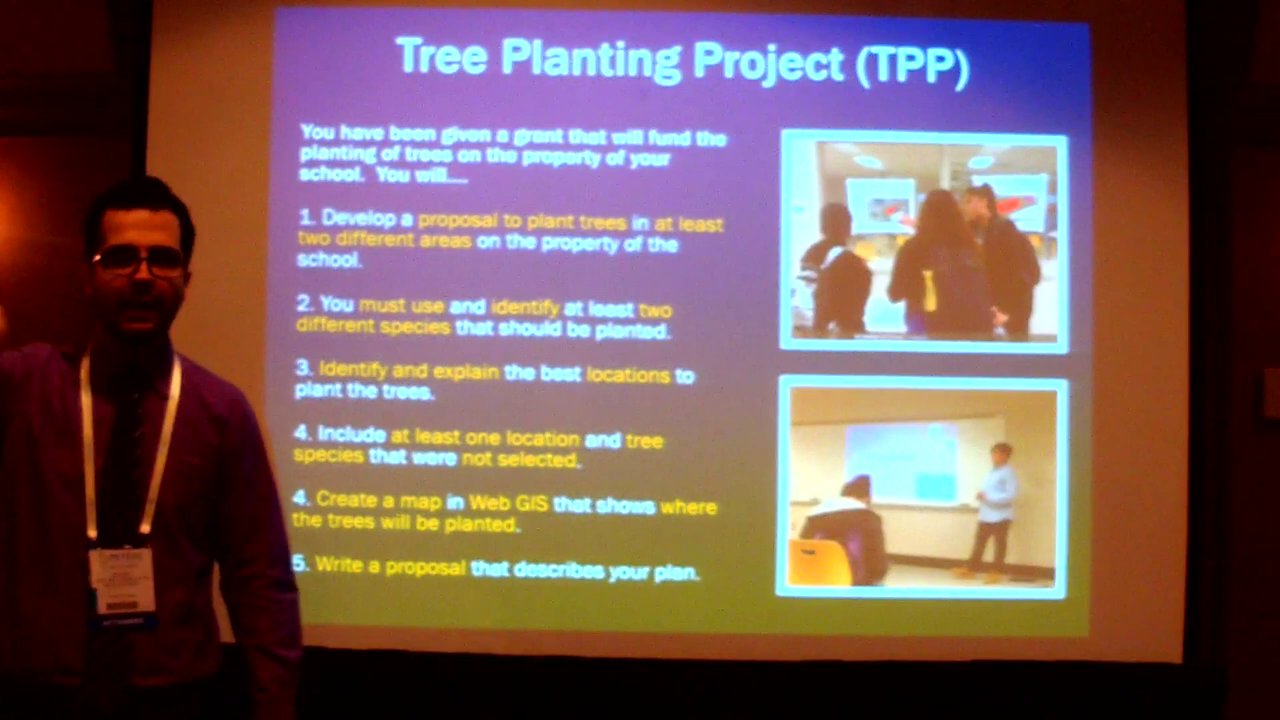 Tree Planting Project (TPP)
You have been given a grant that will fund the
planting of trees on the property of your
school. You will....
1. Develop a proposal to plant trees in at least
two different areas on the property of the
school.
2. You must use and identify at least two
different species that should be planted.
3. Identify and explain the best locations to
plant the trees.
4. Include at least one location and tree
species that were not selected.
4. Create a map in Web GIS that shows where
the trees will be planted.
5. Write a proposal that describes your plan.